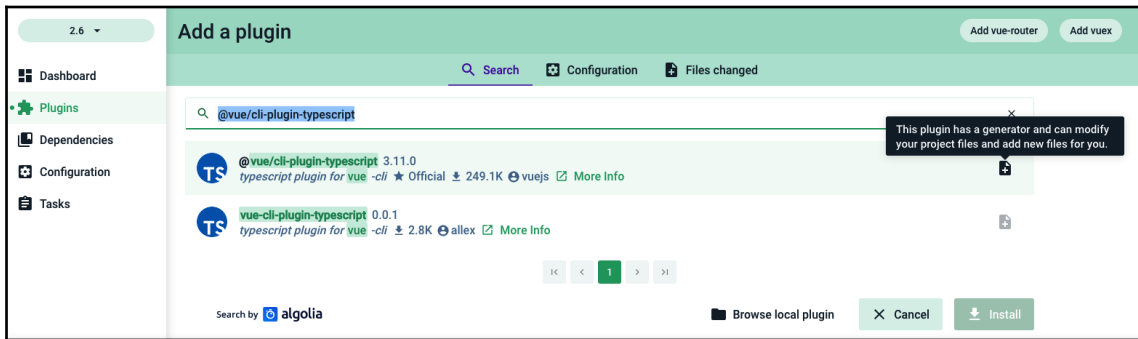 2.6
Add a plugin
Add vue-router
Add vuex
Dashboard
Plugins
Dependencies
Configuration
Tasks
Search
Configuration
Files changed
@vue/cli-plugin-typescript
This plugin has a generator and can modify
your project files and add new files for you.
TS
@vue/cli-plugin-typescript 3.11.0
typescript plugin for vue -cli ★ Official 249.1K vuejs More Info
TS
vue-cli-plugin-typescript 0.0.1
typescript plugin for vue -cli 2.8K allex More Info
1
Search by algolia
Browse local plugin
Cancel
Install